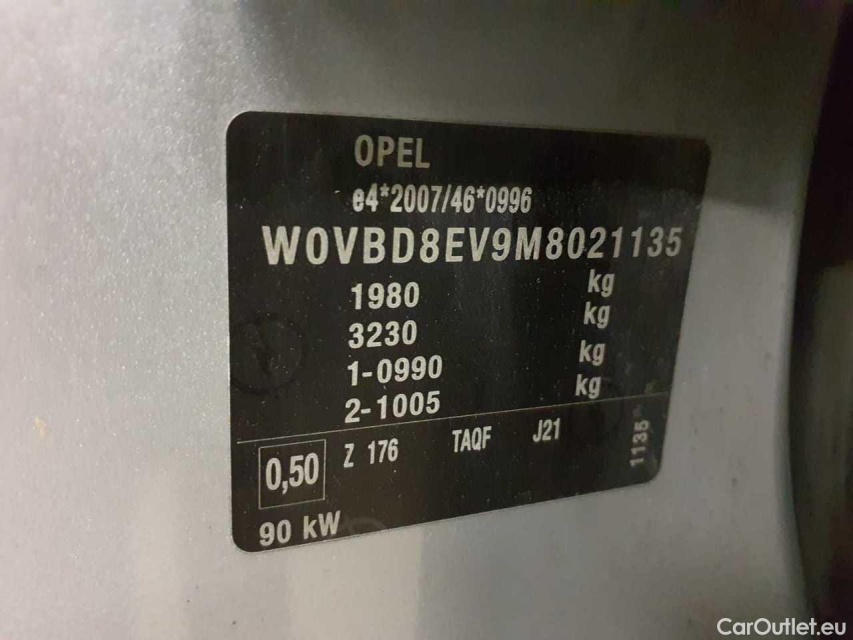 OPEL
e4*2007/46*0996
W0VBD8EV9M8021135
1980 kg
3230 kg
1-0990 kg
2-1005 kg
0,50 Z 176 TAQF J21 1135
90 kW
CarOutlet.eu